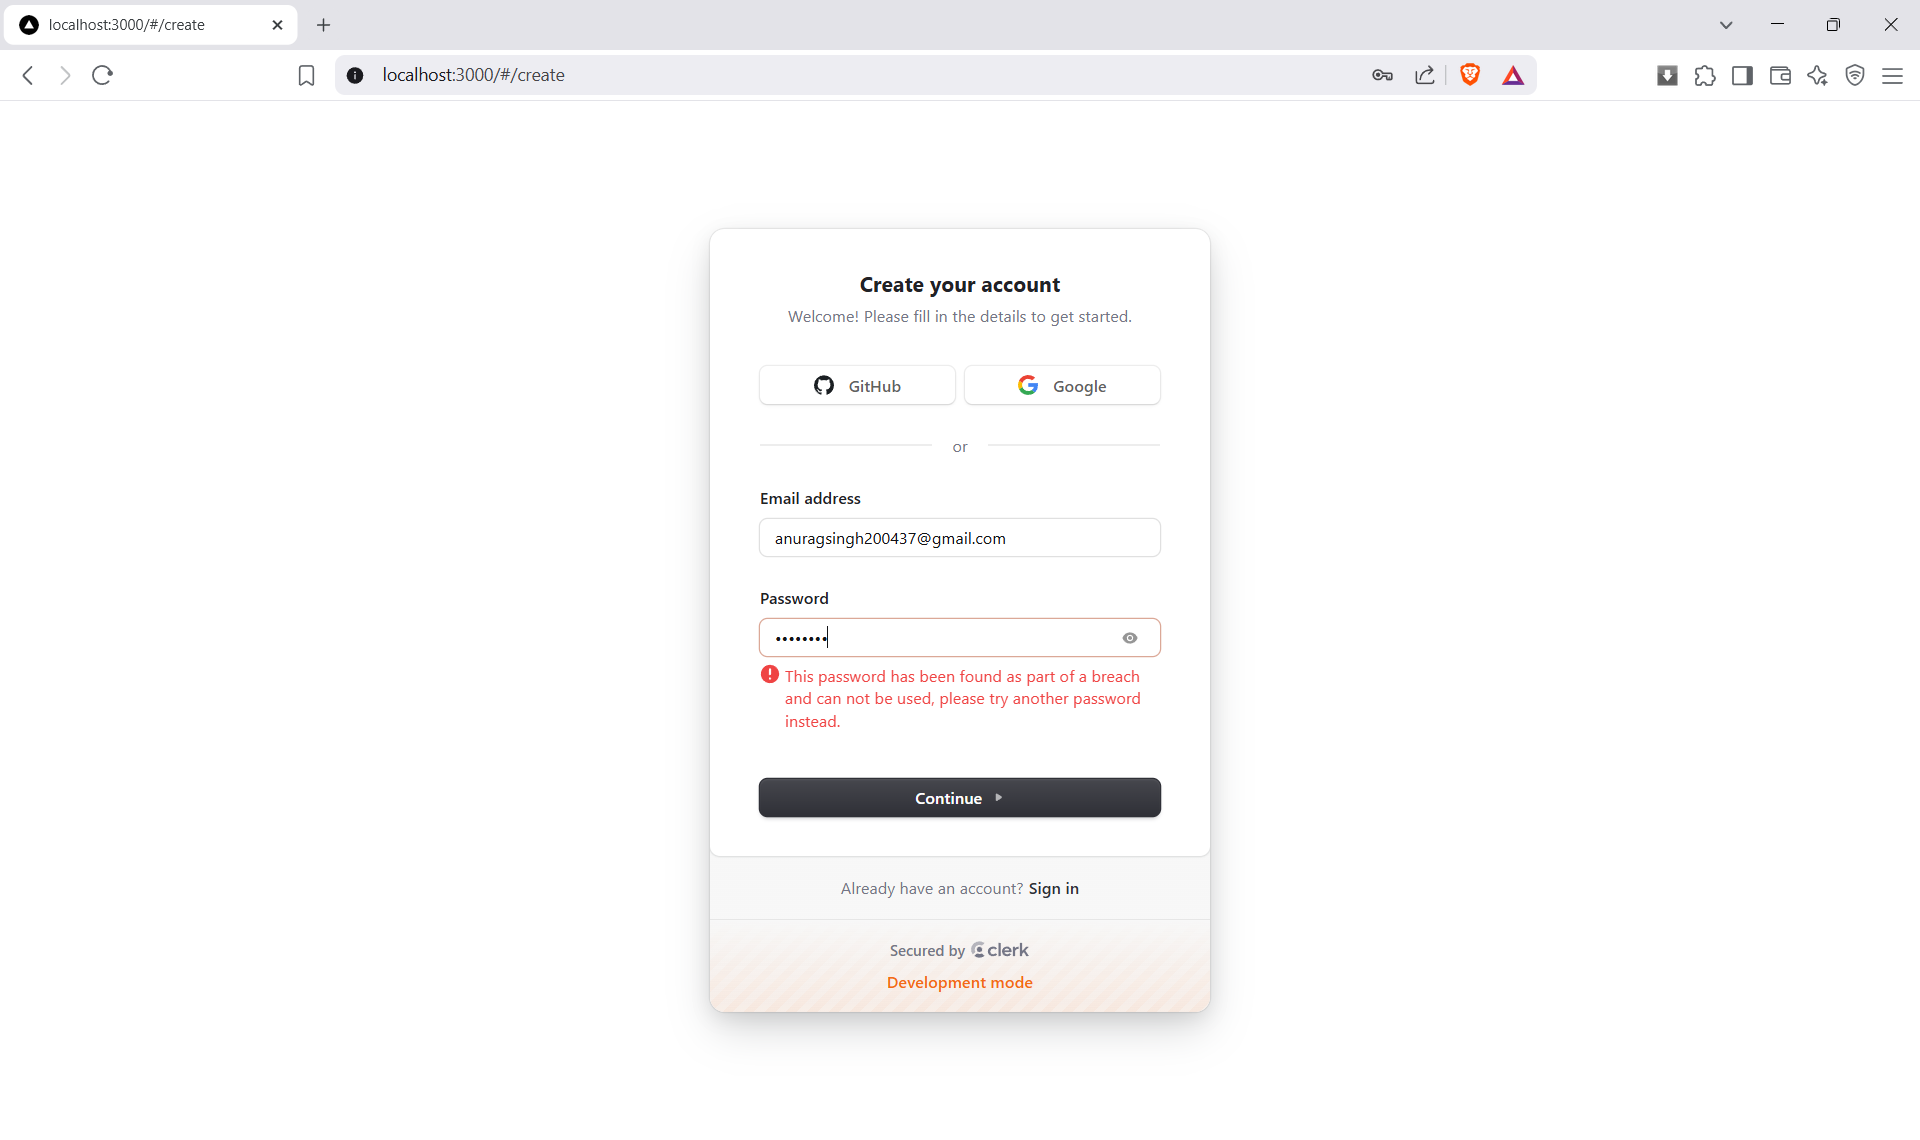 localhost:3000/#/create
localhost:3000/#/create
Create your account
Welcome! Please fill in the details to get started.
GitHub
Google
or
Email address
anuragsingh200437@gmail.com
Password
••••••••
This password has been found as part of a breach
and can not be used, please try another password
instead.
Continue
Already have an account? Sign in
Secured by clerk
Development mode